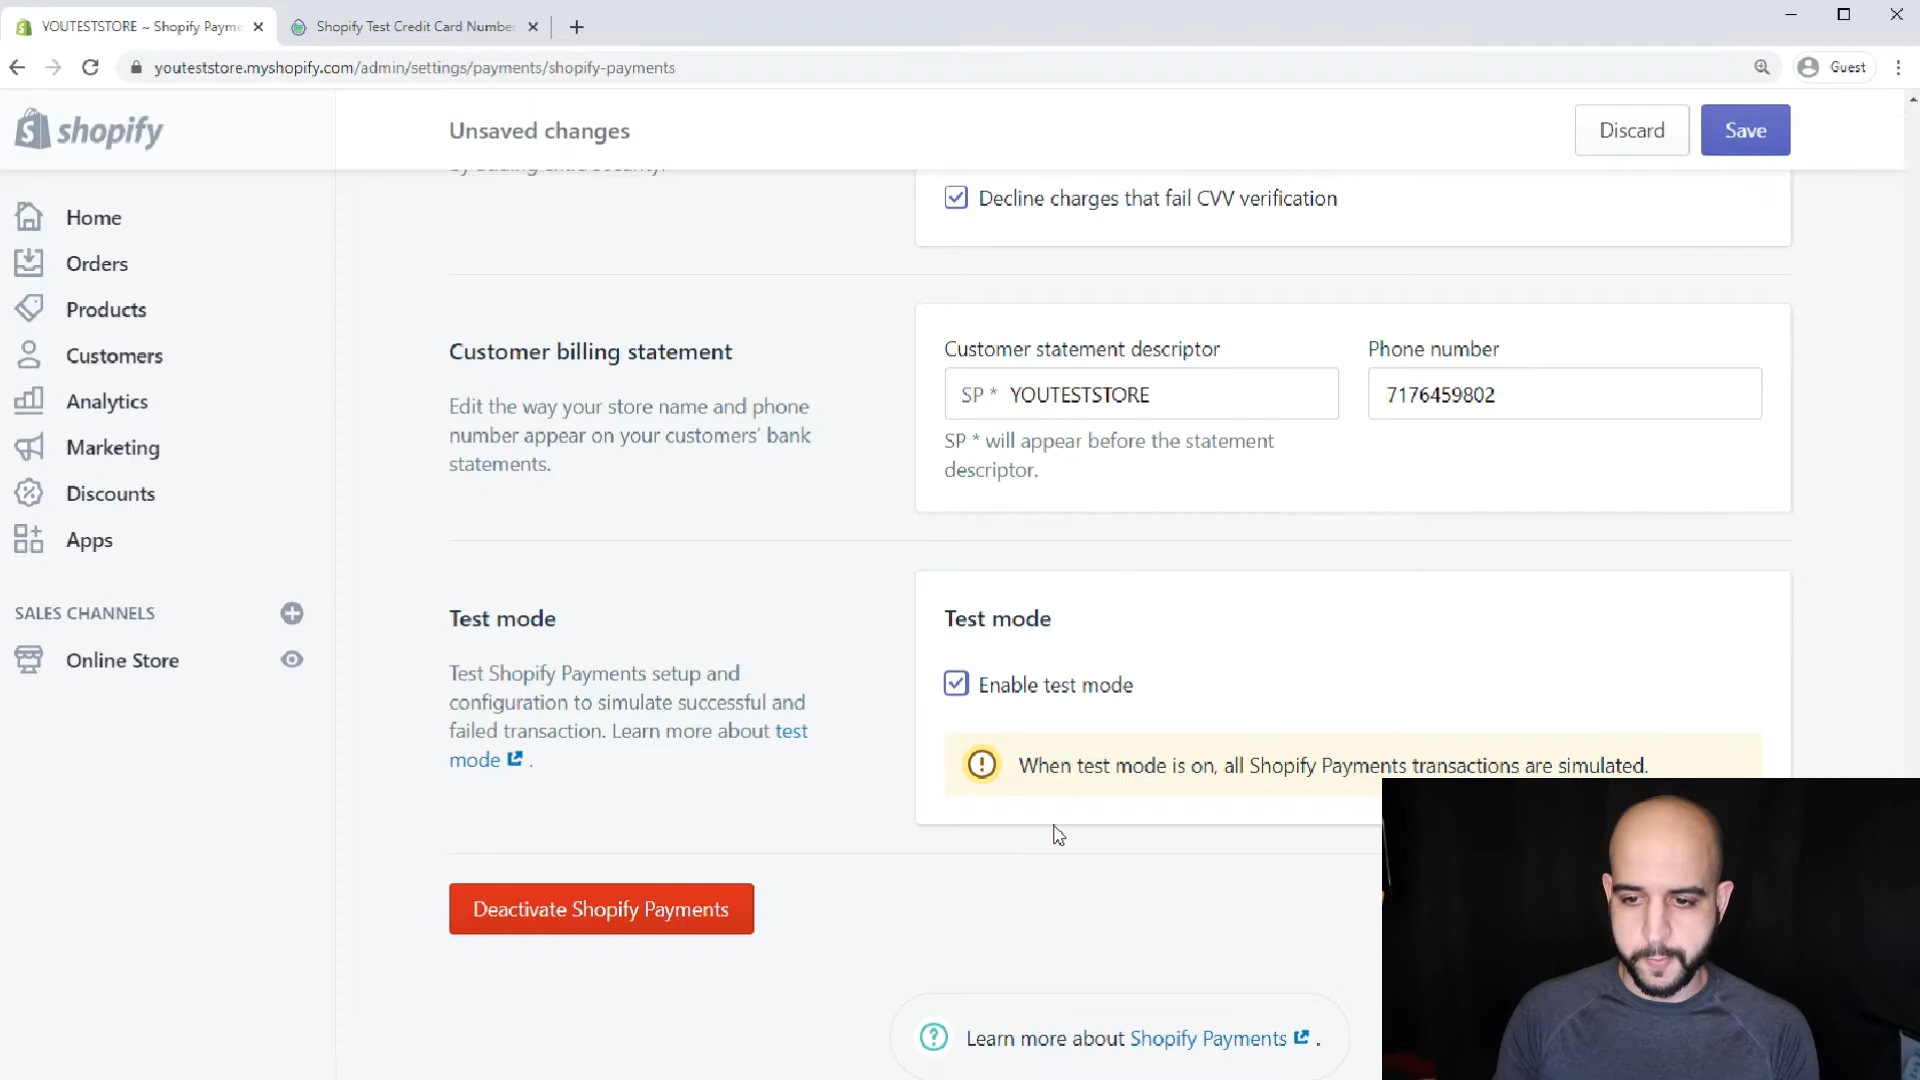 YOUTESTSTORE ~ Shopify Payme
Shopify Test Credit Card Number
youteststore.myshopify.com/admin/settings/payments/shopify-payments
Guest
shopify
Unsaved changes
Discard
Save
Home
Orders
Products
Customers
Analytics
Marketing
Discounts
Apps
SALES CHANNELS
Online Store
Decline charges that fail CVV verification
Customer billing statement
Edit the way your store name and phone
number appear on your customers' bank
statements.
Customer statement descriptor
SP * YOUTESTSTORE
SP * will appear before the statement
descriptor.
Phone number
7176459802
Test mode
Test Shopify Payments setup and
configuration to simulate successful and
failed transaction. Learn more about test
mode .
Test mode
Enable test mode
When test mode is on, all Shopify Payments transactions are simulated.
Deactivate Shopify Payments
Learn more about Shopify Payments .